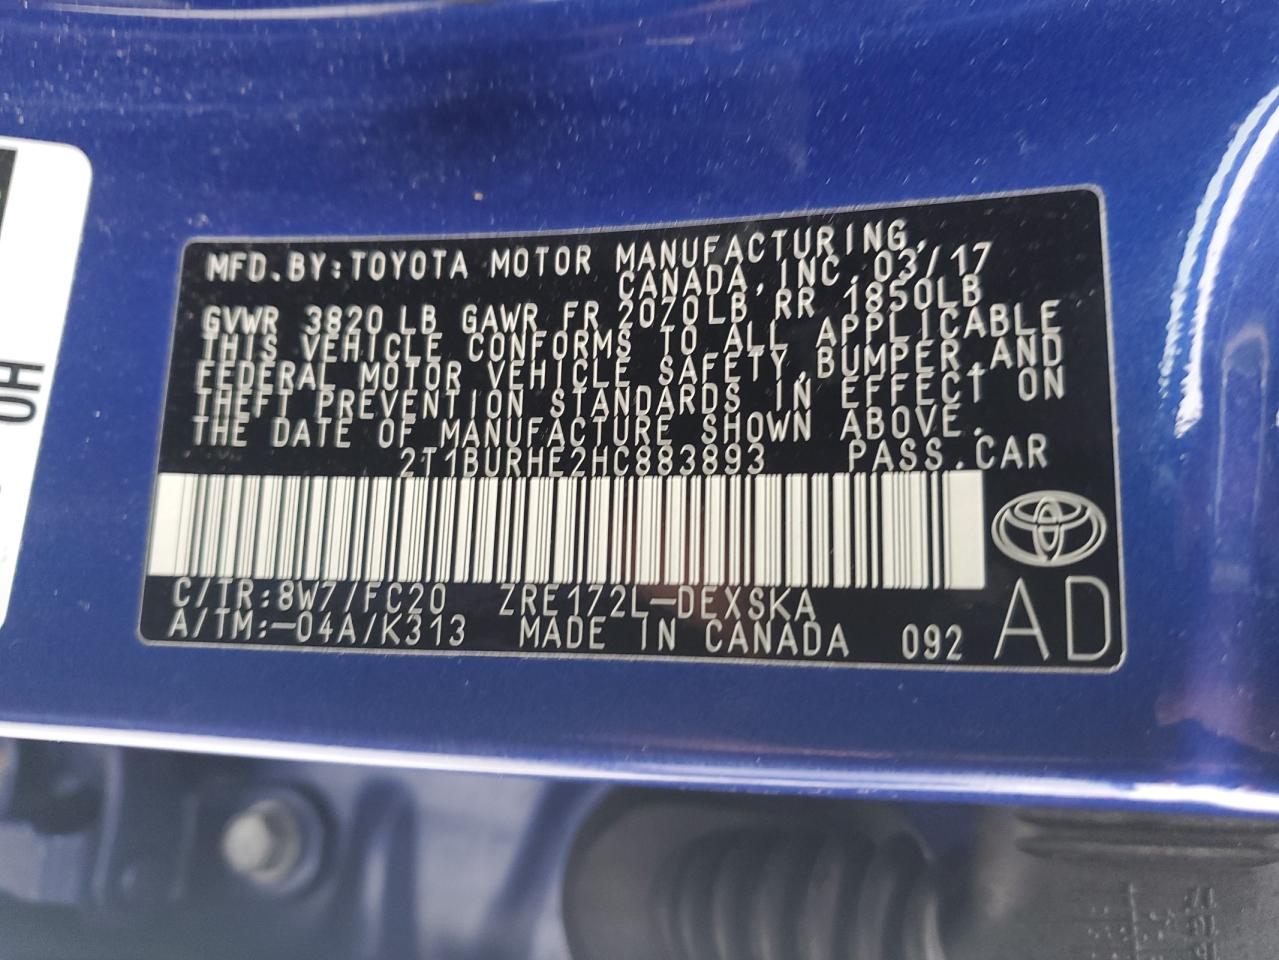 MFD.BY:TOYOTA MOTOR MANUFACTURING,
CANADA,INC.03/17
GVWR 3820 LB GAWR FR 2070LB RR 1850LB
THIS VEHICLE CONFORMS TO ALL APPLICABLE
FEDERAL MOTOR VEHICLE SAFETY,BUMPER,AND
THEFT PREVENTION STANDARDS IN EFFECT ON
THE DATE OF MANUFACTURE SHOWN ABOVE.
2T1BURHE2HC883893 PASS.CAR
C/TR:8W7/FC20 ZRE172L-DEXSKA
A/TM:-04A/K313 MADE IN CANADA 092
AD
HO